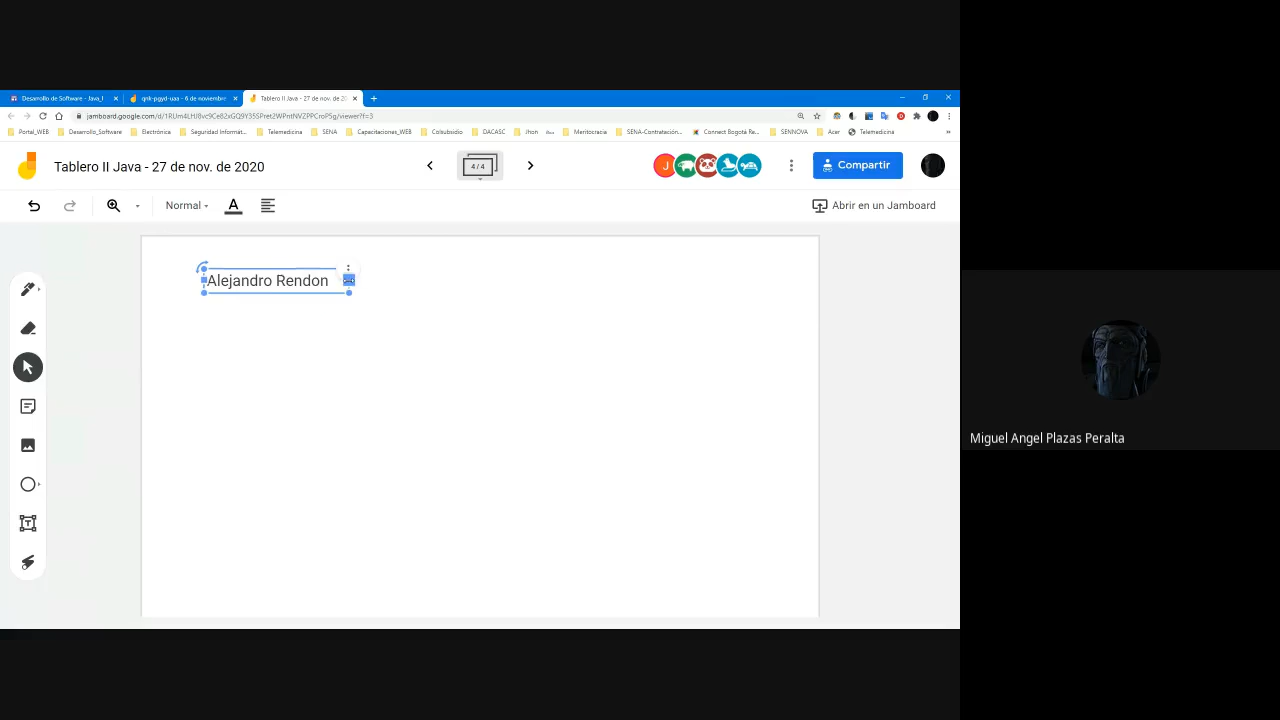 Desarrollo de Software - Java_I
qnk-pgyd-uaa - 6 de noviembre
Tablero II Java - 27 de nov. de 20
jamboard.google.com/d/1RUm4LHJ8vc9Ce82xGQ9Y35SPret2WPntNVZPPCroP5g/viewer?f=3
Portal_WEB
Desarrollo_Software
Electrónica
Seguridad Informát...
Telemedicina
SENA
Capacitaciones_WEB
Colsubsidio
DACASC
Jhon
Meritocracia
SENA-Contratación...
Connect Bogotá Re...
SENNOVA
Acer
Telemedicina
Tablero II Java - 27 de nov. de 2020
4/4
J
Compartir
Normal
A
Abrir en un Jamboard
Alejandro Rendon
T
Miguel Angel Plazas Peralta